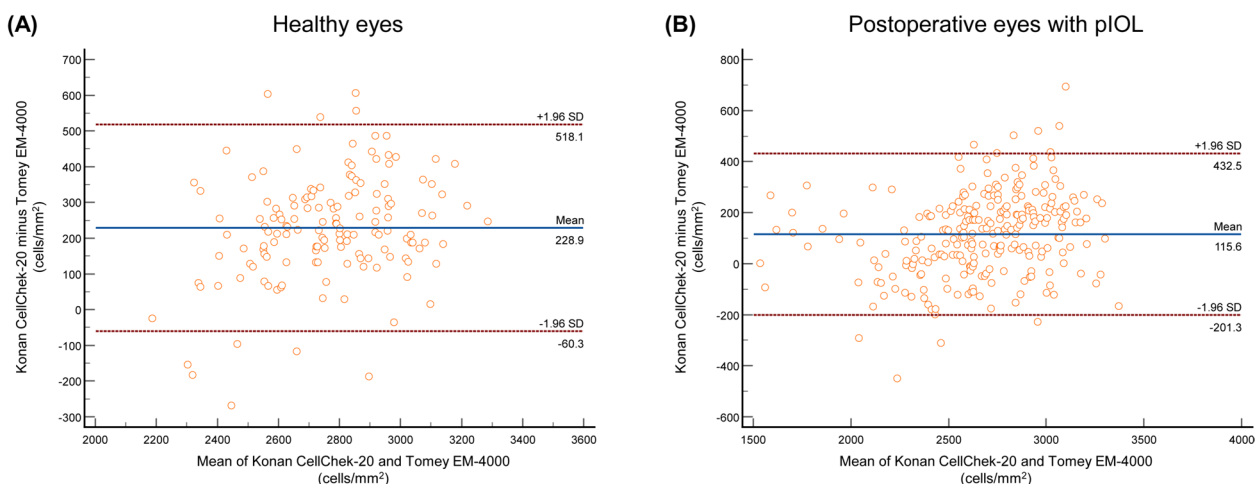 (A)
Healthy eyes
Konan CellChek-20 minus Tomey EM-4000
(cells/mm²)
700
600
500
400
300
200
100
0
-100
-200
-300
+1.96 SD
518.1
Mean
228.9
-1.96 SD
-60.3
2000 2200 2400 2600 2800 3000 3200 3400 3600
Mean of Konan CellChek-20 and Tomey EM-4000
(cells/mm²)
(B)
Postoperative eyes with pIOL
Konan CellChek-20 minus Tomey EM-4000
(cells/mm²)
800
600
400
200
0
-200
-400
-600
+1.96 SD
432.5
Mean
115.6
-1.96 SD
-201.3
1500 2000 2500 3000 3500 4000
Mean of Konan CellChek-20 and Tomey EM-4000
(cells/mm²)